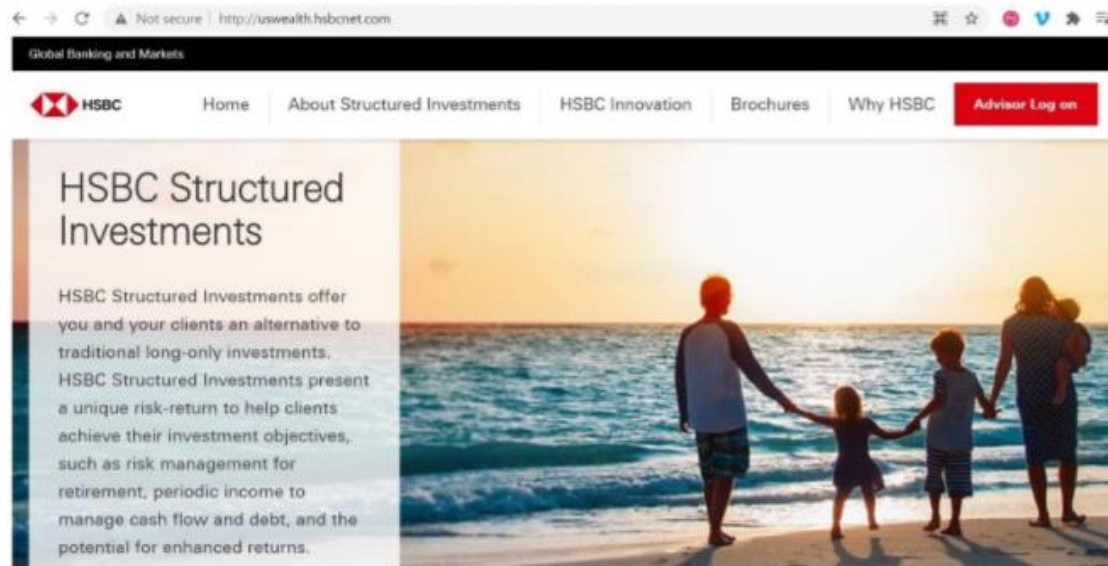 Not secure | http://uswealth.hsbcnet.com
Global Banking and Markets
HSBC Home About Structured Investments HSBC Innovation Brochures Why HSBC Advisor Log on
HSBC Structured
Investments
HSBC Structured Investments offer
you and your clients an alternative to
traditional long-only investments.
HSBC Structured Investments present
a unique risk-return to help clients
achieve their investment objectives,
such as risk management for
retirement, periodic income to
manage cash flow and debt, and the
potential for enhanced returns.